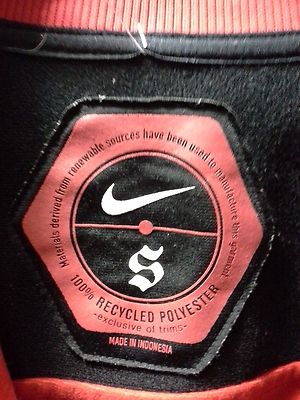 Materials derived from renewable sources have been used to manufacture this garment
S
100% RECYCLED POLYESTER
-exclusive of trims-
MADE IN INDONESIA